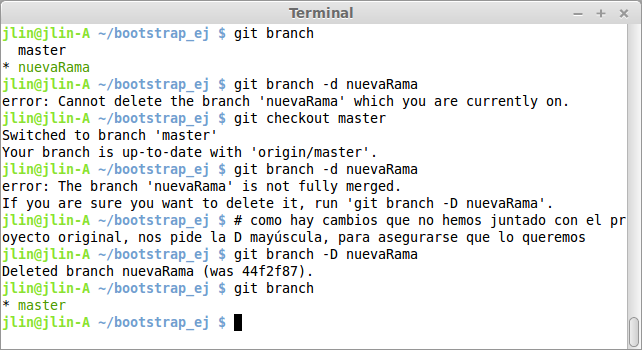 Terminal
jlin@jlin-A ~/bootstrap_ej $ git branch
  master
* nuevaRama
jlin@jlin-A ~/bootstrap_ej $ git branch -d nuevaRama
error: Cannot delete the branch 'nuevaRama' which you are currently on.
jlin@jlin-A ~/bootstrap_ej $ git checkout master
Switched to branch 'master'
Your branch is up-to-date with 'origin/master'.
jlin@jlin-A ~/bootstrap_ej $ git branch -d nuevaRama
error: The branch 'nuevaRama' is not fully merged.
If you are sure you want to delete it, run 'git branch -D nuevaRama'.
jlin@jlin-A ~/bootstrap_ej $ # como hay cambios que no hemos juntado con el pr
oyecto original, nos pide la D mayúscula, para asegurarse que lo queremos
jlin@jlin-A ~/bootstrap_ej $ git branch -D nuevaRama
Deleted branch nuevaRama (was 44f2f87).
jlin@jlin-A ~/bootstrap_ej $ git branch
* master
jlin@jlin-A ~/bootstrap_ej $